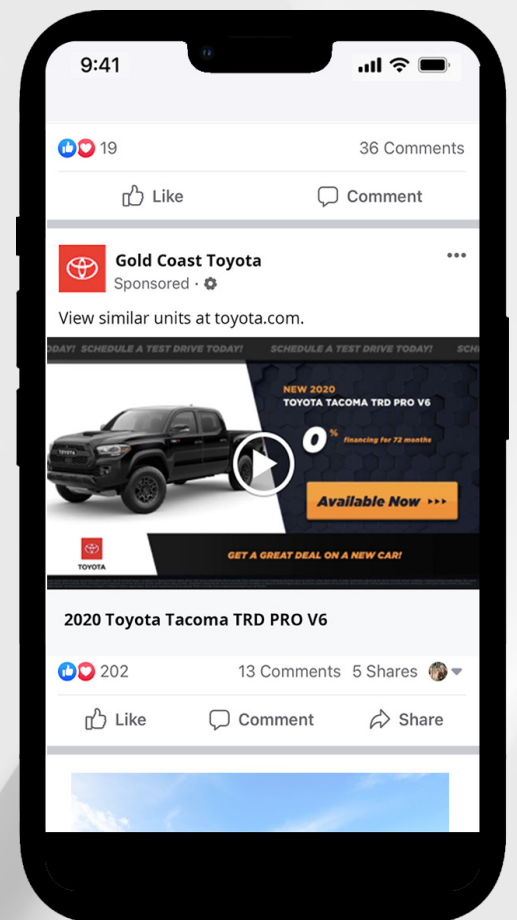 9:41
19 36 Comments
Like Comment
Gold Coast Toyota
Sponsored ·
View similar units at toyota.com.
ODAY! SCHEDULE A TEST DRIVE TODAY! SCHEDULE A TEST DRIVE TODAY! SCH
NEW 2020
TOYOTA TACOMA TRD PRO V6
0% financing for 72 months
Available Now >>>
TOYOTA
GET A GREAT DEAL ON A NEW CAR!
2020 Toyota Tacoma TRD PRO V6
202 13 Comments 5 Shares
Like Comment Share